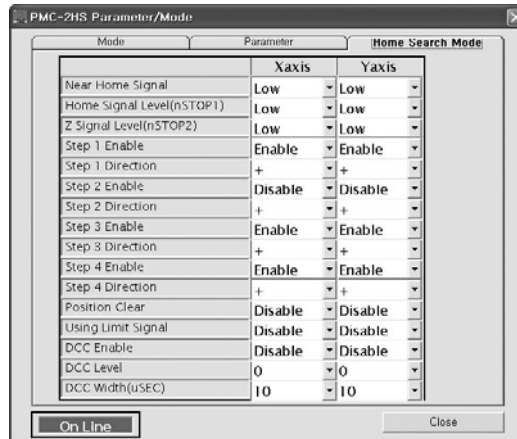 PMC-2HS Parameter/Mode
Mode Parameter Home Search Mode
Xaxis Yaxis
Near Home Signal Low Low
Home Signal Level(nSTOP1) Low Low
Z Signal Level(nSTOP2) Low Low
Step 1 Enable Enable Enable
Step 1 Direction + +
Step 2 Enable Disable Disable
Step 2 Direction + +
Step 3 Enable Enable Enable
Step 3 Direction + +
Step 4 Enable Enable Enable
Step 4 Direction + +
Position Clear Disable Disable
Using Limit Signal Disable Disable
DCC Enable Disable Disable
DCC Level 0 0
DCC Width(uSEC) 10 10
On Line Close